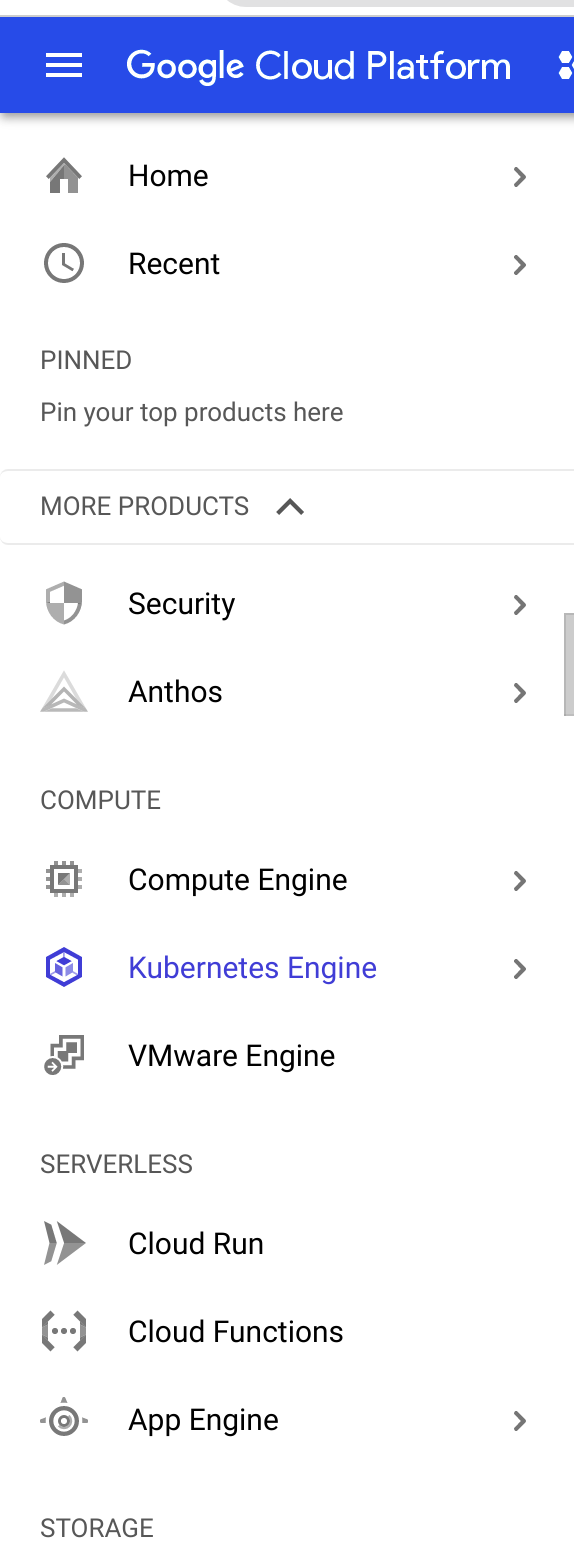 Google Cloud Platform
Home
Recent
PINNED
Pin your top products here
MORE PRODUCTS
Security
Anthos
COMPUTE
Compute Engine
Kubernetes Engine
VMware Engine
SERVERLESS
Cloud Run
Cloud Functions
App Engine
STORAGE